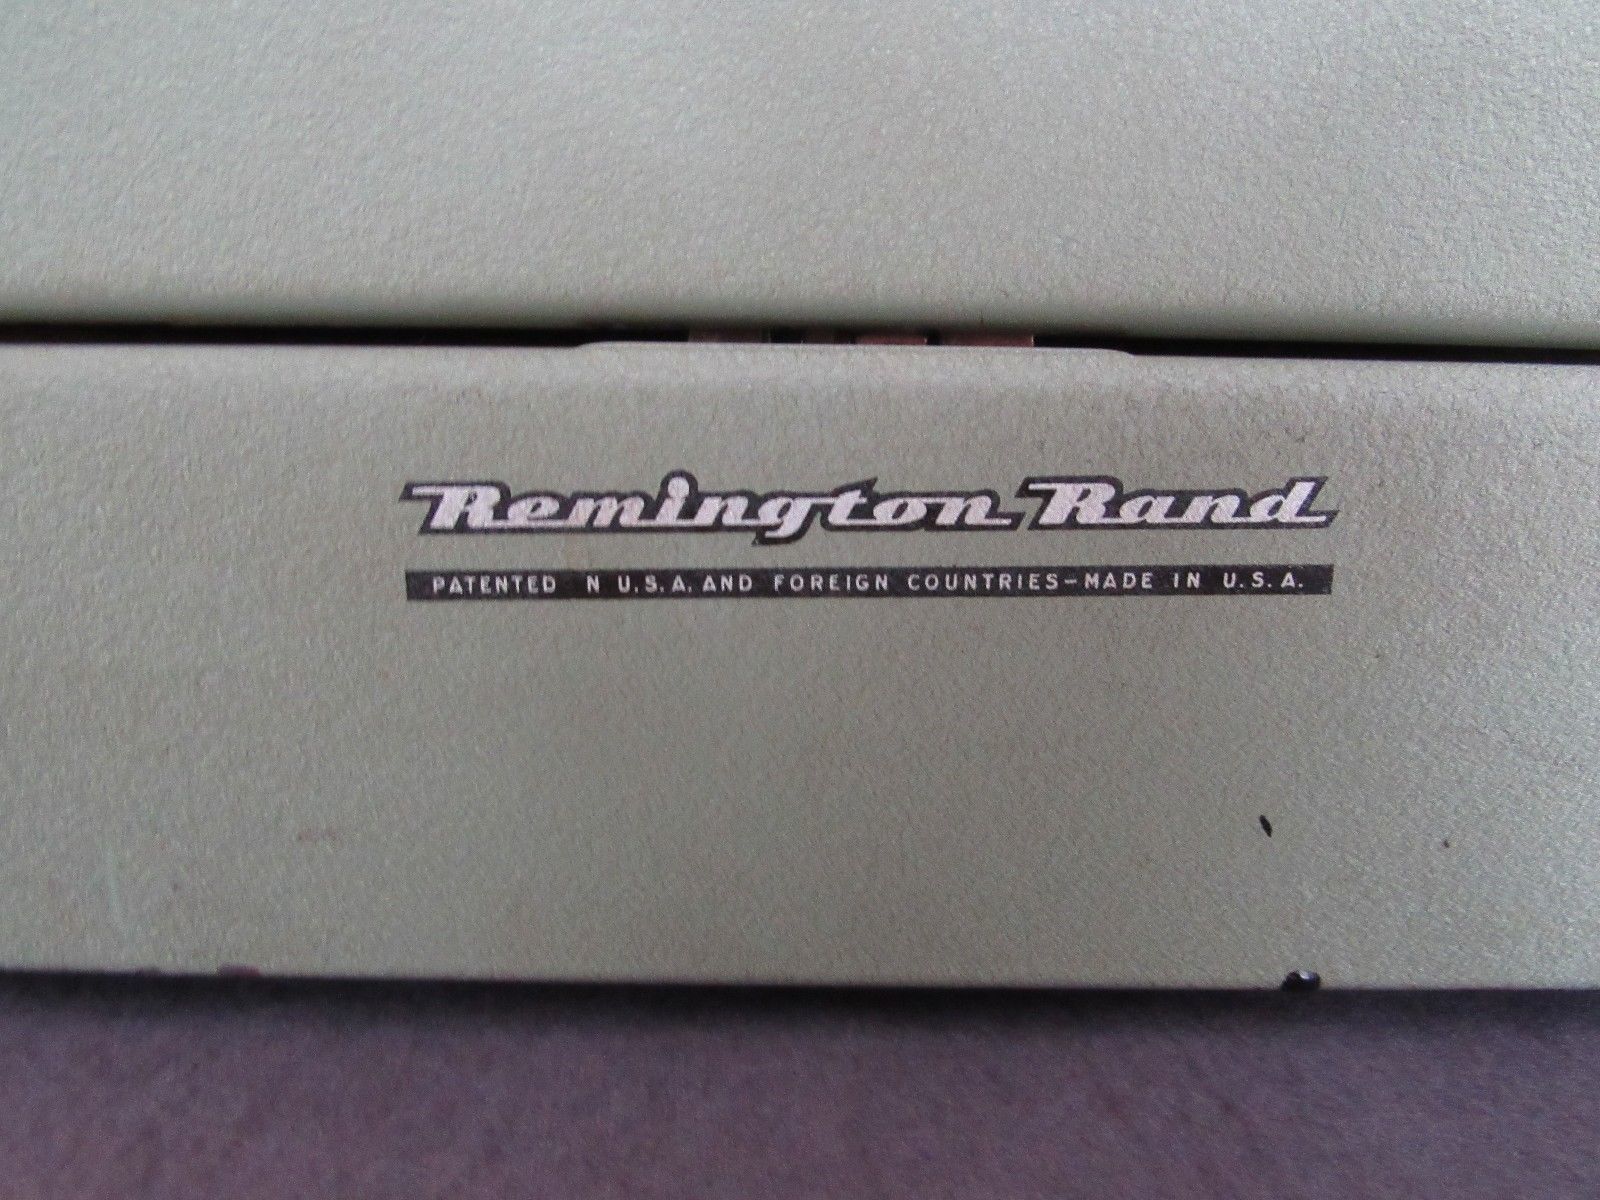 Remington Rand
PATENTED N U.S.A. AND FOREIGN COUNTRIES-MADE IN U.S.A.